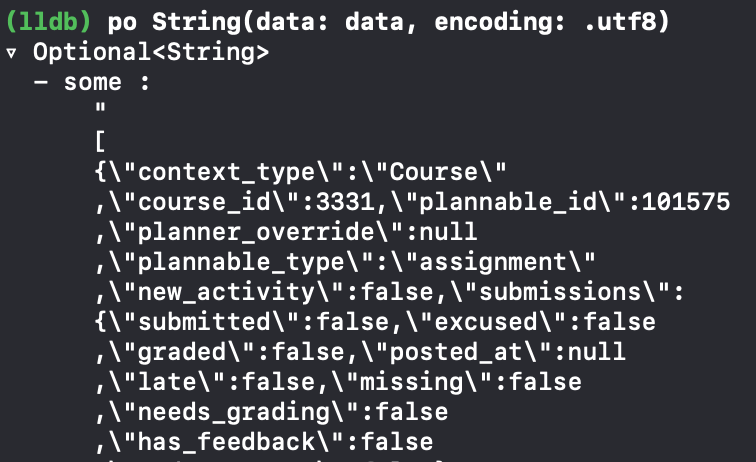 (lldb) po String(data: data, encoding: .utf8)
▿ Optional<String>
- some :
"
[
{\"context_type\":\"Course\"
,\"course_id\":3331,\"plannable_id\":101575
,\"planner_override\":null
,\"plannable_type\":\"assignment\"
,\"new_activity\":false,\"submissions\":
{\"submitted\":false,\"excused\":false
,\"graded\":false,\"posted_at\":null
,\"late\":false,\"missing\":false
,\"needs_grading\":false
,\"has_feedback\":false